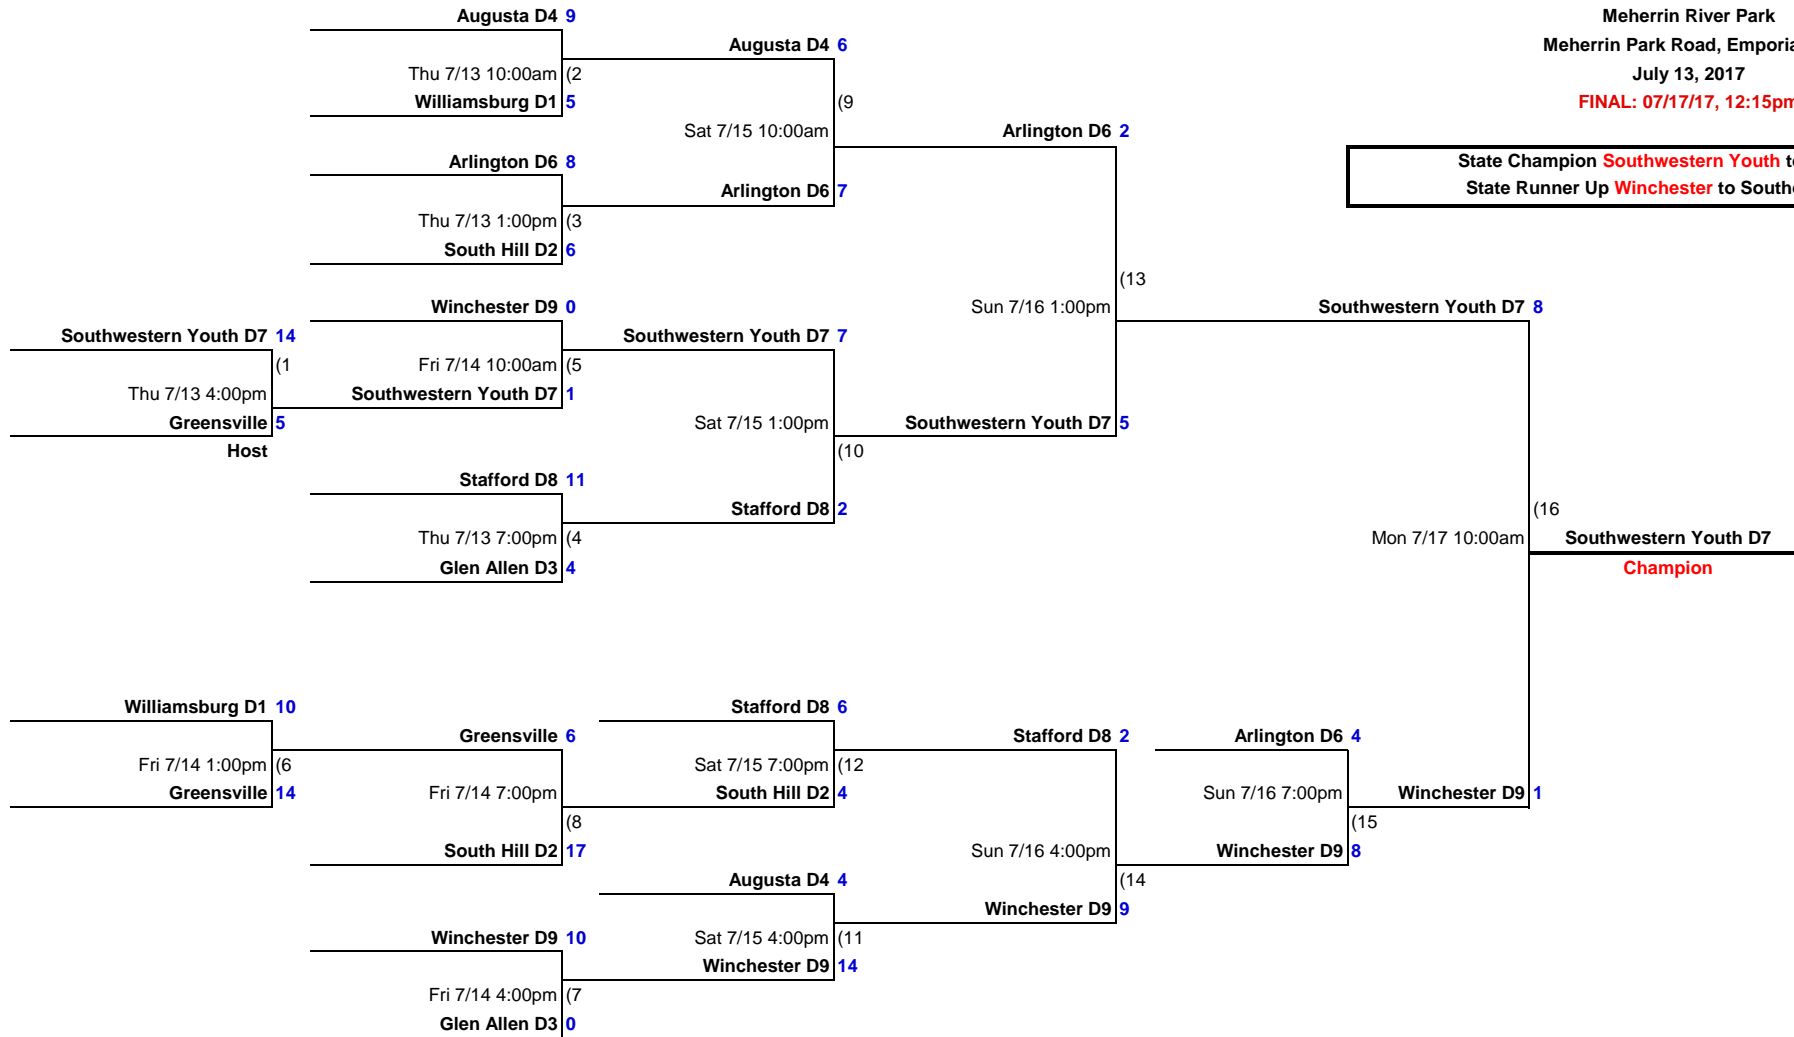 Meherrin River Park
Meherrin Park Road, Emporia
July 13, 2017
FINAL: 07/17/17, 12:15pm
State Champion Southwestern Youth
State Runner Up Winchester to
Augusta D4 9
Thu 7/13 10:00am (2
Williamsburg D1 5
Augusta D4 6
(9
Sat 7/15 10:00am
Arlington D6 8
Thu 7/13 1:00pm (3
South Hill D2 6
Arlington D6 7
Arlington D6 2
(13
Sun 7/16 1:00pm
Southwestern Youth D7 14
(1
Thu 7/13 4:00pm
Greensville 5
Host
Winchester D9 0
Fri 7/14 10:00am (5
Southwestern Youth D7 1
Southwestern Youth D7 7
Sat 7/15 1:00pm
(10
Stafford D8 11
Thu 7/13 7:00pm (4
Glen Allen D3 4
Stafford D8 2
Southwestern Youth D7 5
Southwestern Youth D7 8
(16
Mon 7/17 10:00am
Southwestern Youth D7
Champion
Williamsburg D1 10
Fri 7/14 1:00pm (6
Greensville 14
Greensville 6
Fri 7/14 7:00pm
(8
South Hill D2 17
Stafford D8 6
Sat 7/15 7:00pm (12
South Hill D2 4
Stafford D8 2
Sun 7/16 4:00pm
(14
Winchester D9 9
Augusta D4 4
Sat 7/15 4:00pm (11
Winchester D9 14
Winchester D9 10
Fri 7/14 4:00pm (7
Glen Allen D3 0
Arlington D6 4
Sun 7/16 7:00pm
(15
Winchester D9 8
Winchester D9 1